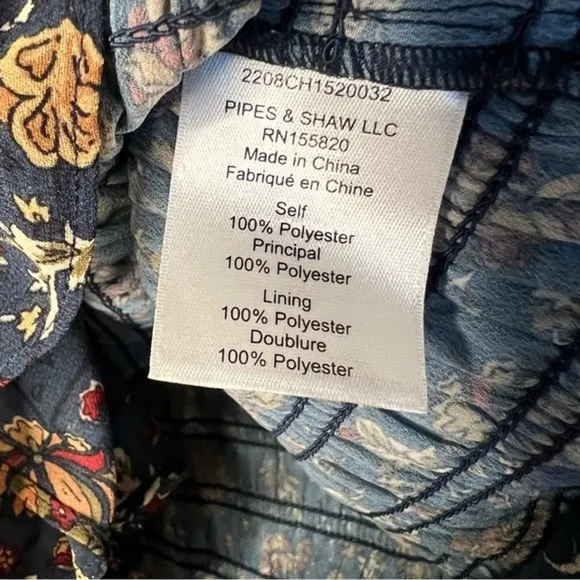 2208CH1520032
PIPES & SHAW LLC
RN155820
Made in China
Fabriqué en Chine
Self
100% Polyester
Principal
100% Polyester
Lining
100% Polyester
Doublure
100% Polyester